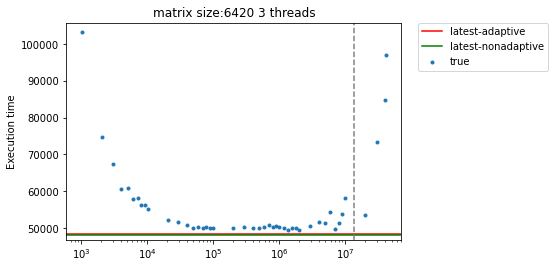 matrix size:6420 3 threads
latest-adaptive
latest-nonadaptive
true
Execution time
100000
90000
80000
70000
60000
50000
10³ 10⁴ 10⁵ 10⁶ 10⁷